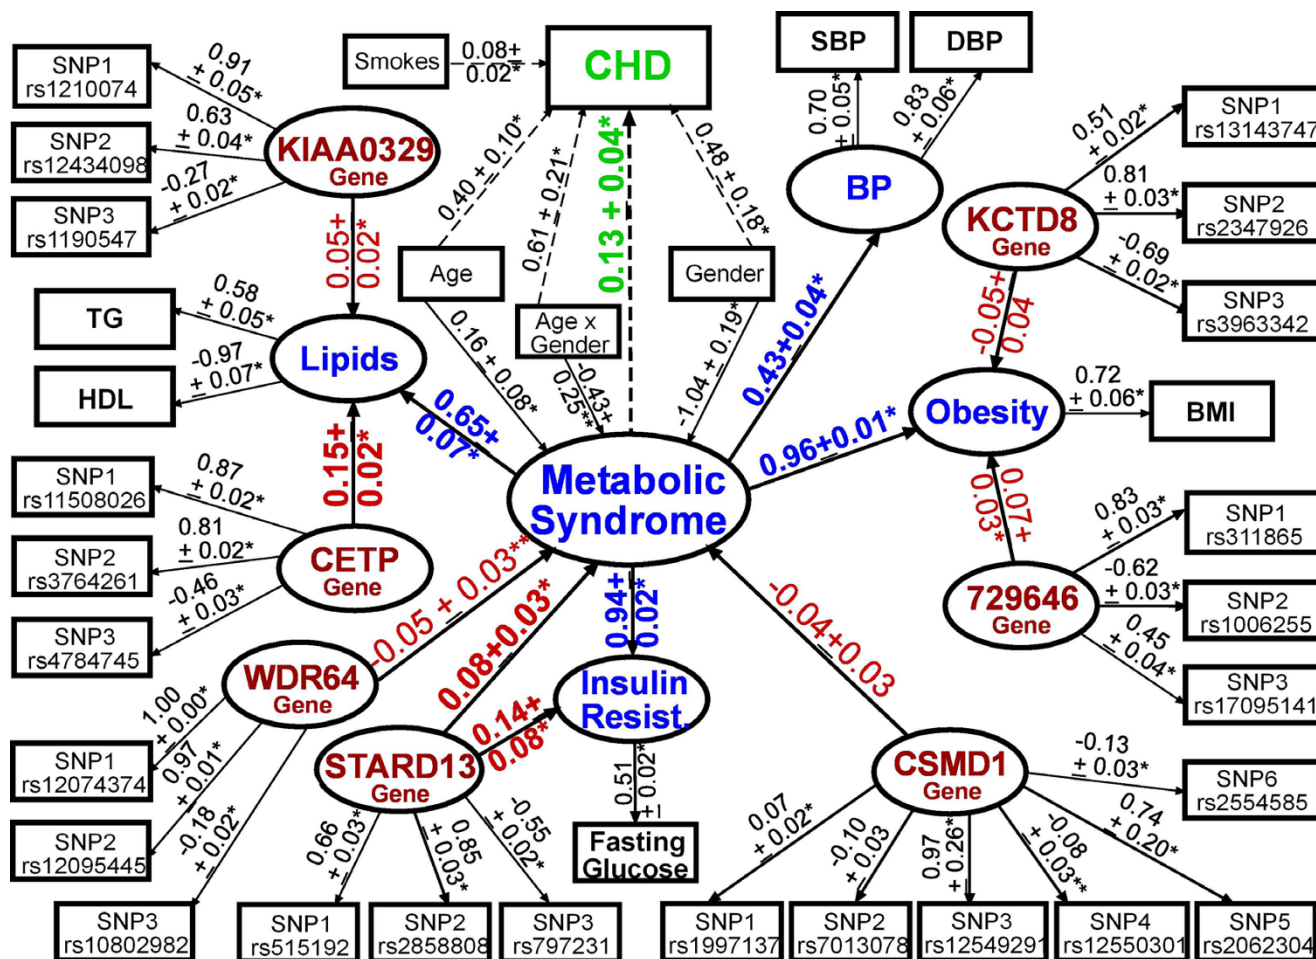 SNP1
rs1210074
0.91
± 0.05*
SNP2
rs12434098
0.63
± 0.04*
SNP3
rs1190547
-0.27
± 0.02*
KIAA0329
Gene
0.05±
0.02*
Smokes
0.08±
0.02*
CHD
0.40 ± 0.10*
0.61 ± 0.21*
0.13 ± 0.04*
0.48 ± 0.18*
Age
Age x
Gender
Gender
0.16 ± 0.08*
-0.43±
0.25**
-1.04 ± 0.19*
SBP
DBP
0.70
± 0.05*
0.83
± 0.06*
BP
0.43±0.04*
KCTD8
Gene
0.51
± 0.02*
SNP1
rs13143747
0.81
± 0.03*
SNP2
rs2347926
-0.69
± 0.02*
SNP3
rs3963342
-0.05±
0.04
TG
0.58
± 0.05*
HDL
-0.97
± 0.07*
Lipids
0.65±
0.07*
0.15±
0.02*
Metabolic
Syndrome
0.96±0.01*
Obesity
0.72
± 0.06*
BMI
0.07±
0.03*
SNP1
rs11508026
0.87
± 0.02*
SNP2
rs3764261
0.81
± 0.02*
SNP3
rs4784745
-0.46
± 0.03*
CETP
Gene
729646
Gene
0.83
± 0.03*
SNP1
rs311865
-0.62
± 0.03*
SNP2
rs1006255
0.45
± 0.04*
SNP3
rs17095141
-0.05 ± 0.03**
0.08±0.03*
0.94±
0.02*
-0.04±0.03
WDR64
Gene
1.00
± 0.00*
0.97
± 0.01*
-0.18
± 0.02*
SNP1
rs12074374
SNP2
rs12095445
SNP3
rs10802982
STARD13
Gene
0.14±
0.08*
Insulin
Resist.
0.51
± 0.02*
Fasting
Glucose
0.66
± 0.03*
0.85
± 0.03*
-0.55
± 0.02*
SNP1
rs515192
SNP2
rs2858808
SNP3
rs797231
CSMD1
Gene
-0.13
± 0.03*
SNP6
rs2554585
0.07
± 0.02*
-0.10
± 0.03
0.97
± 0.26*
-0.08
± 0.03**
0.74
± 0.20*
SNP1
rs1997137
SNP2
rs7013078
SNP3
rs12549291
SNP4
rs12550301
SNP5
rs2062304